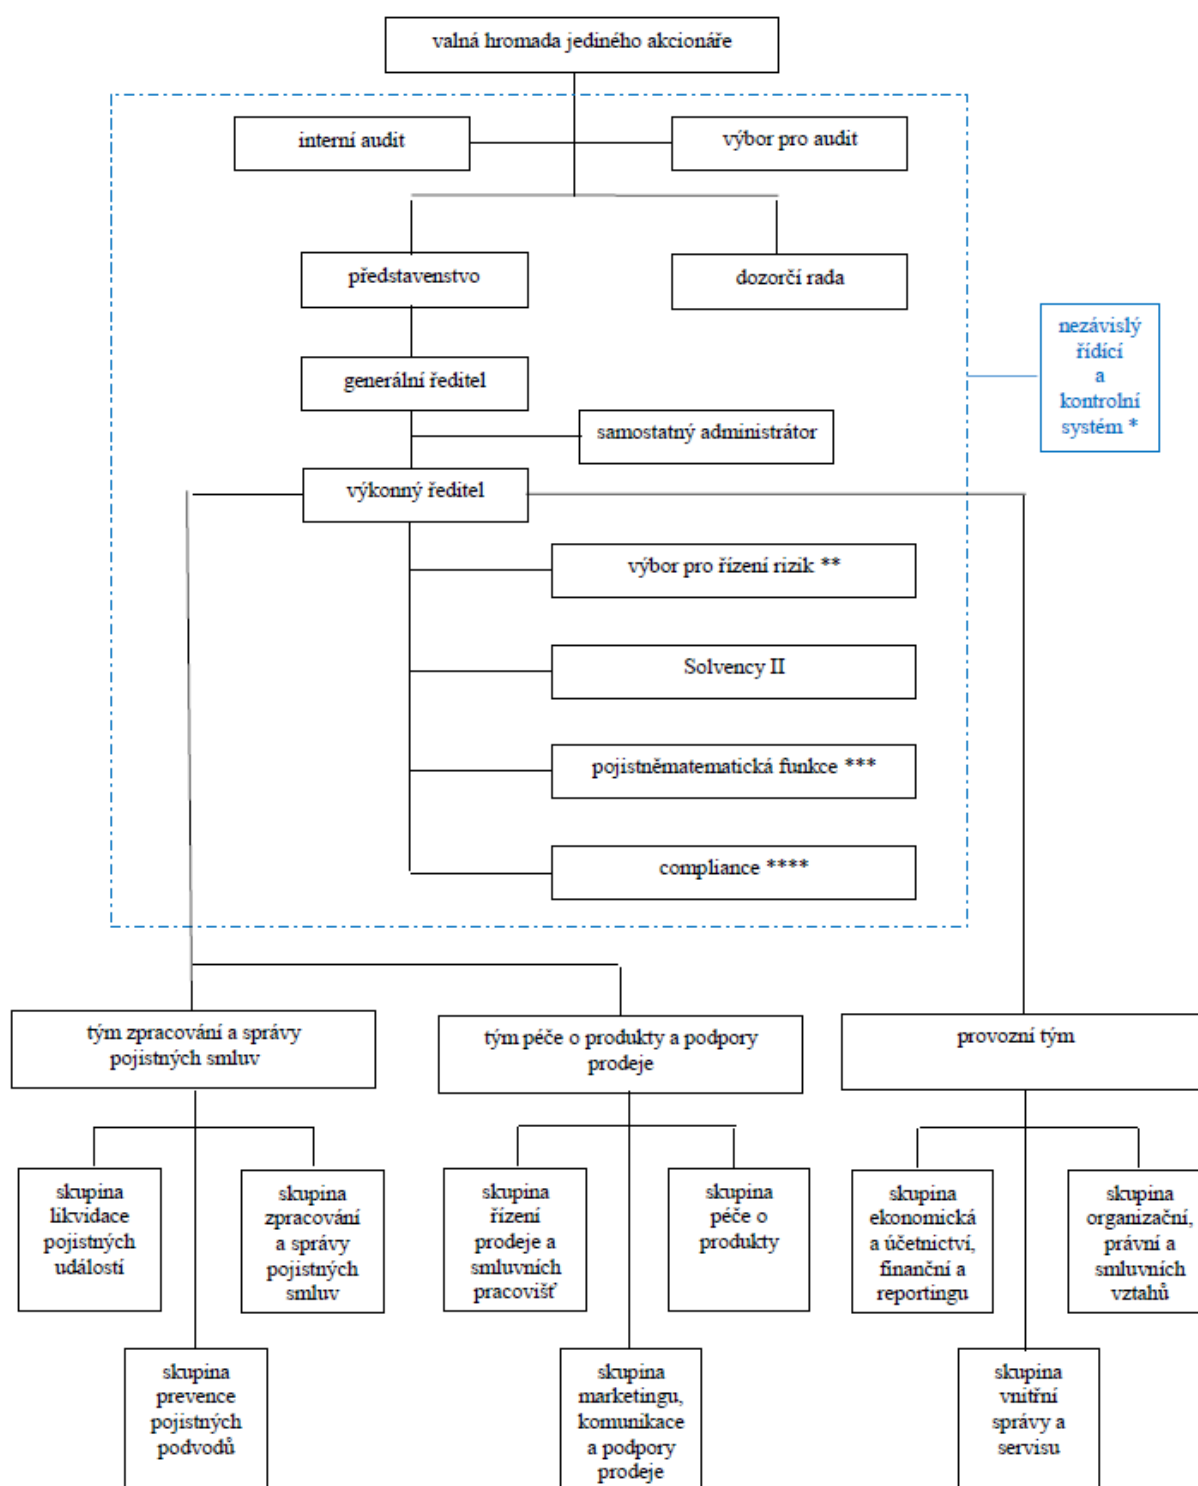 valná hromada jediného akcionáře
interní audit
výbor pro audit
představenstvo
dozorčí rada
nezávislý
řídící
a
kontrolní
systém *
generální ředitel
samostatný administrátor
výkonný ředitel
výbor pro řízení rizik **
Solvency II
pojistněmatematická funkce ***
compliance ****
tým zpracování a správy
pojistných smluv
tým péče o produkty a podpory
prodeje
provozní tým
skupina
likvidace
pojistných
událostí
skupina
zpracování
a správy
pojistných
smluv
skupina
řízení
prodeje a
smluvních
pracovišť
skupina
péče o
produkty
skupina
ekonomická
a účetnictví,
finanční a
reportingu
skupina
organizační,
právní a
smluvních
vztahů
skupina
prevence
pojistných
podvodů
skupina
marketingu,
komunikace
a podpory
prodeje
skupina
vnitřní
správy a
servisu